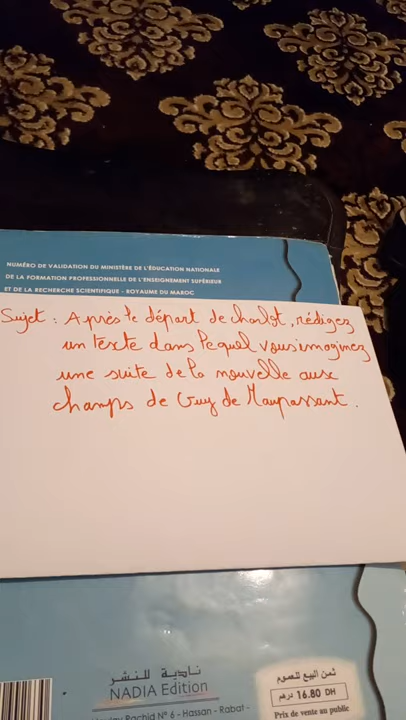 NUMÉRO DE VALIDATION DU MINISTÈRE DE L'ÉDUCATION NATIONALE
DE LA FORMATION PROFESSIONNELLE DE L'ENSEIGNEMENT SUPÉRIEUR
ET DE LA RECHERCHE SCIENTIFIQUE - ROYAUME DU MAROC
Sujet : Après le départ de charlot, rédigez
un texte dans lequel vous imaginez
une suite de la nouvelle aux
champs de Guy de Maupassant.
نادية للنشر
NADIA Edition
Rachid N° 6 - Hassan - Rabat -
ثمن البيع للعموم
16.80 DH درهم
Prix de vente au public